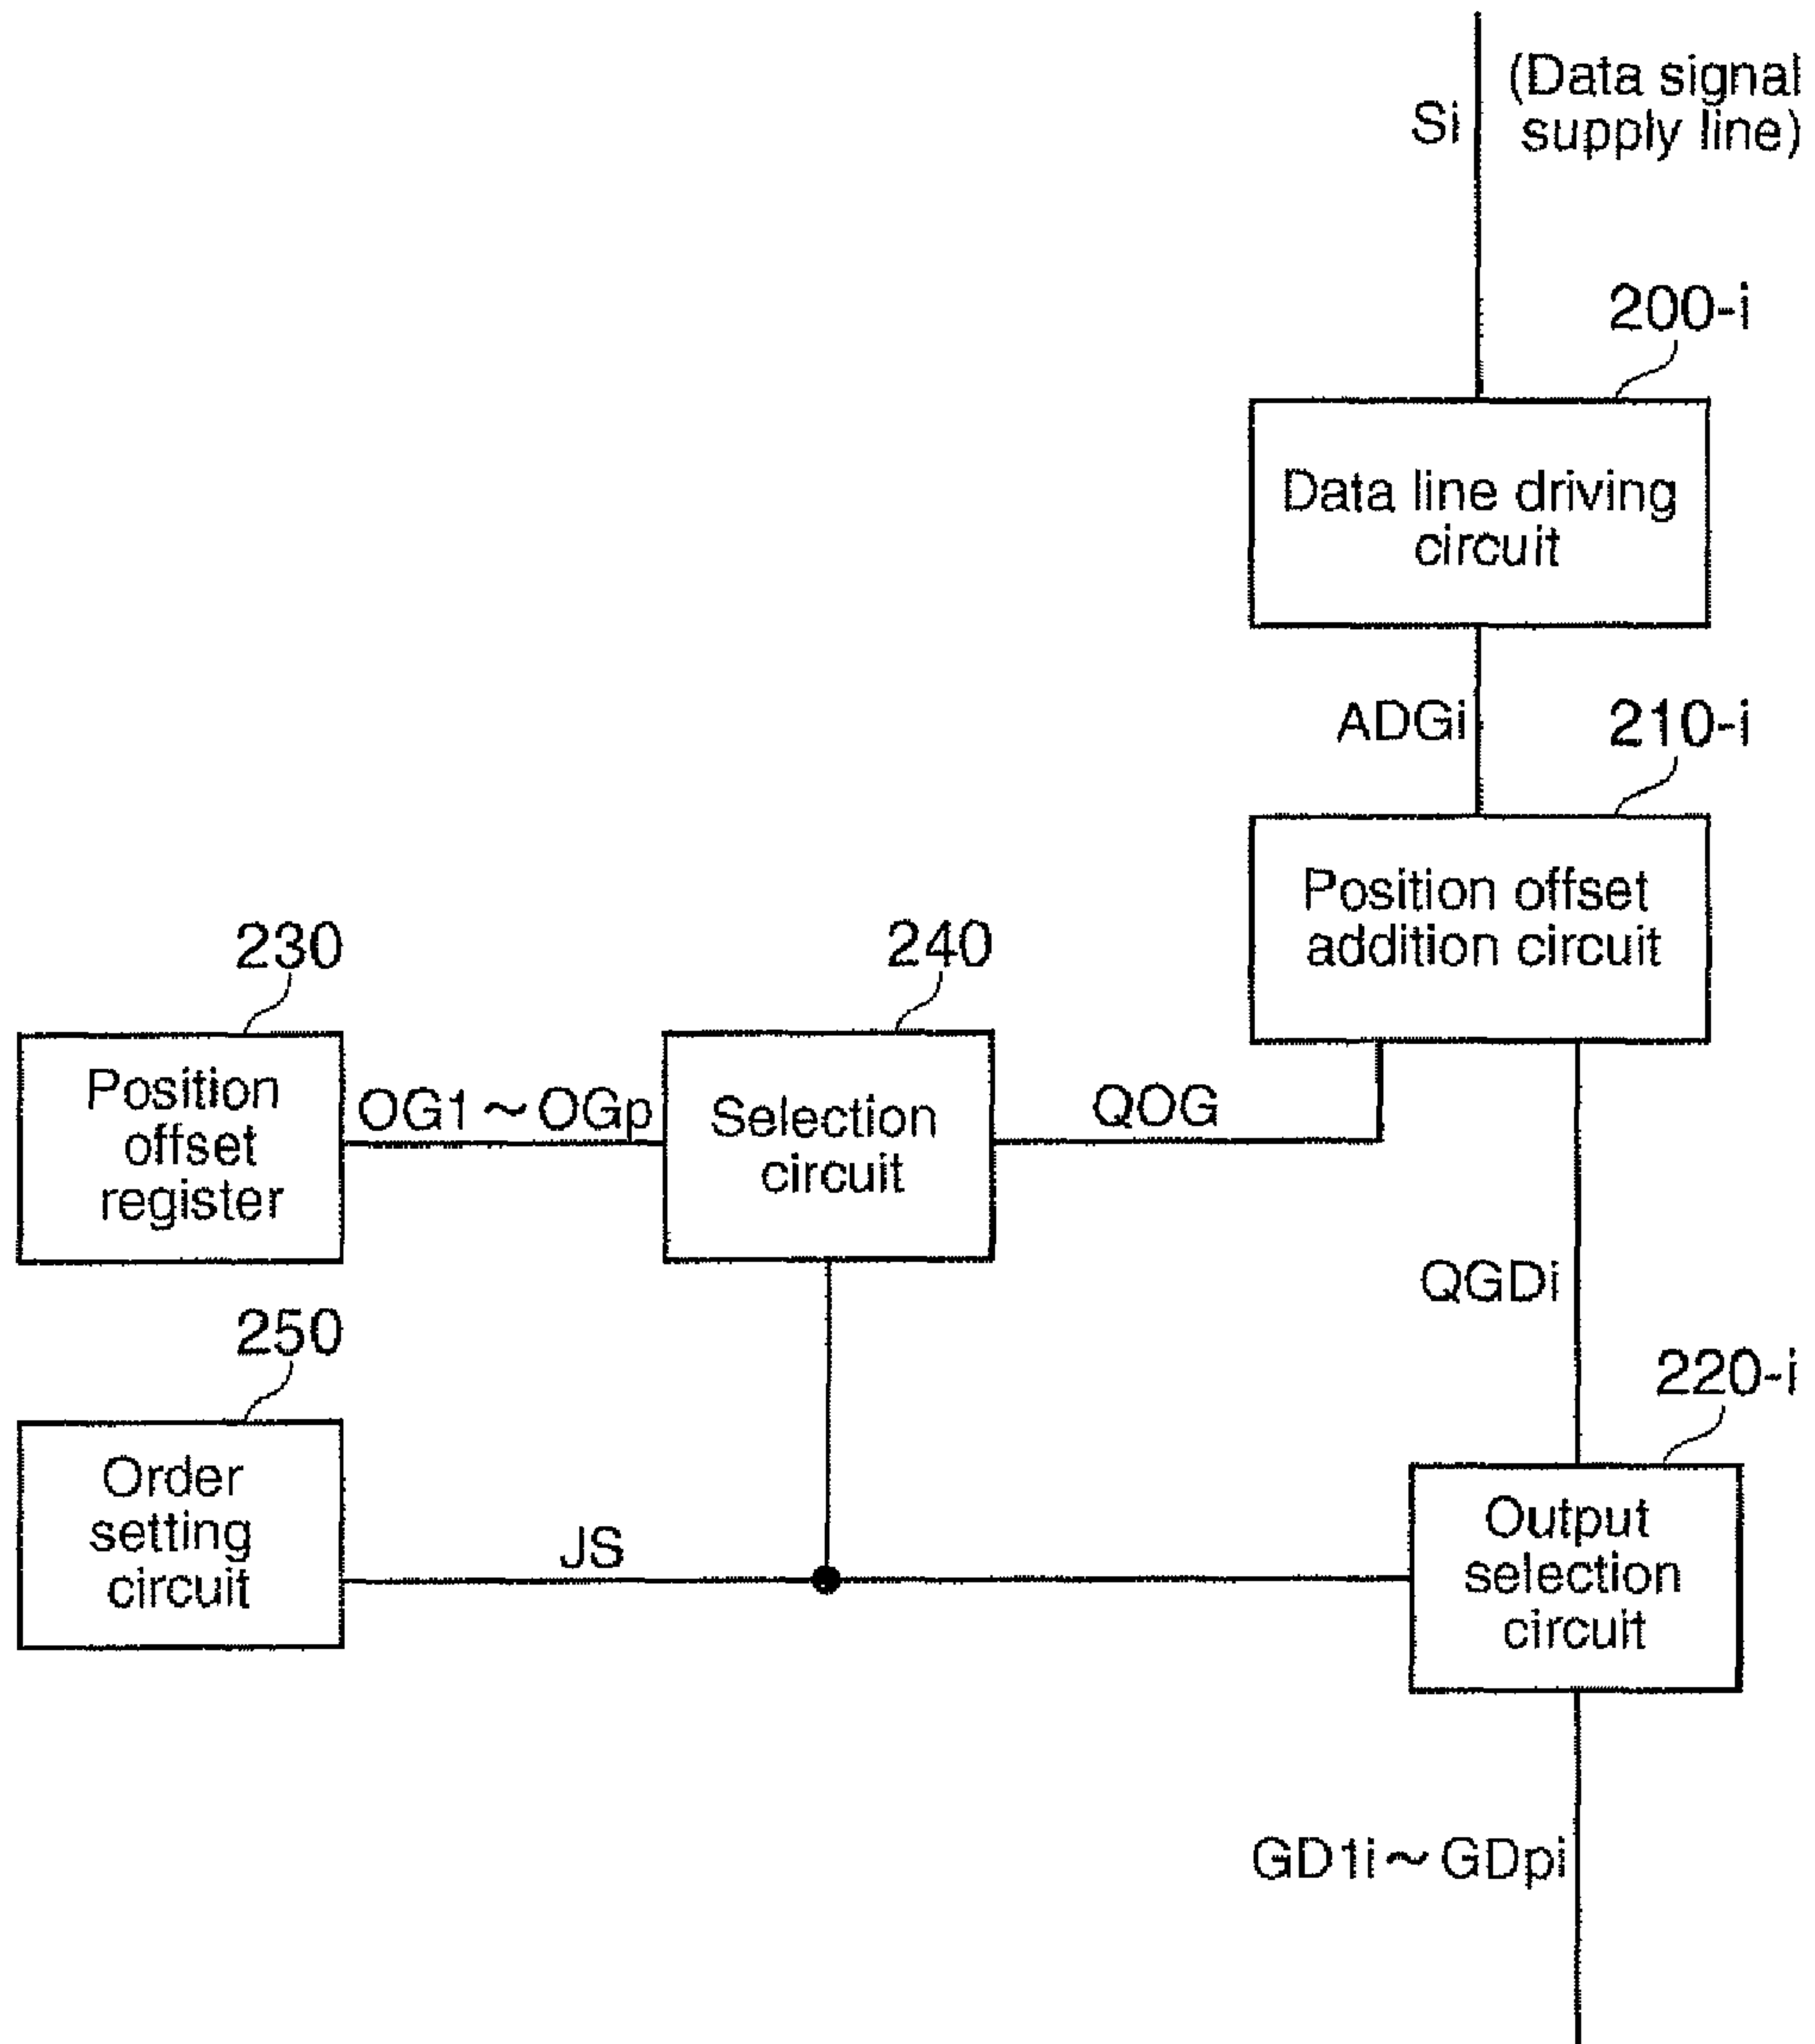 Si
(Data signal
supply line)
200-i
Data line driving
circuit
ADGi
210-i
Position offset
addition circuit
230
240
Position
offset
register
OG1~OGp
Selection
circuit
QOG
QGDi
250
220-i
Order
setting
circuit
JS
Output
selection
circuit
GD1i~GDpi